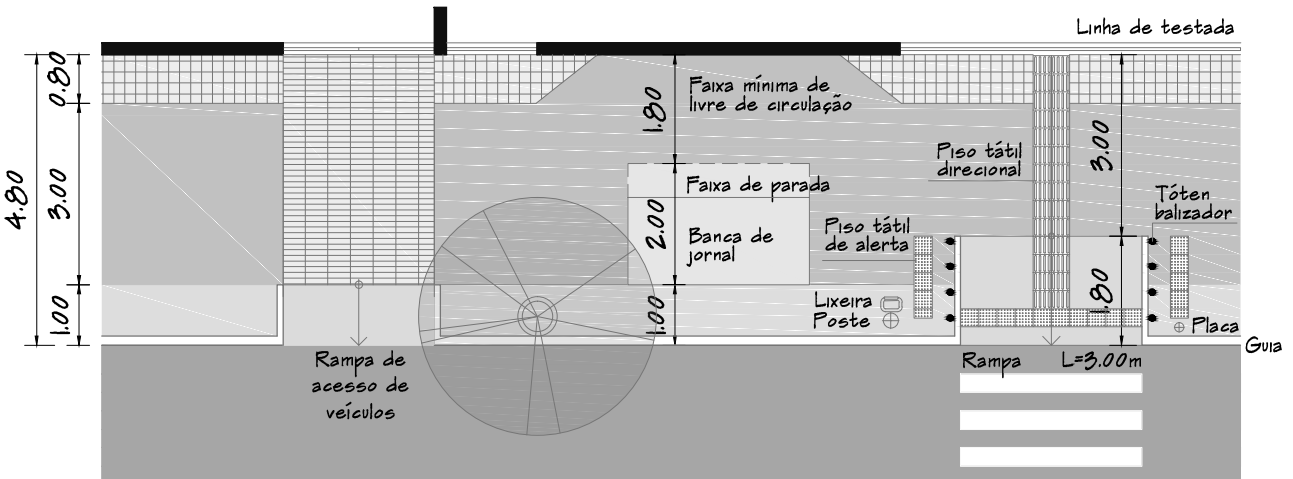 Linha de testada
0.80
3.00
1.00
4.80
1.80
Faixa mínima de
livre de circulação
Faixa de parada
2.00
Banca de
jornal
1.00
Piso tátil
direcional
Piso tátil
de alerta
3.00
1.80
Tóten
balizador
Lixeira
Poste
Placa
Guia
Rampa de
acesso de
veículos
Rampa
L=3.00m